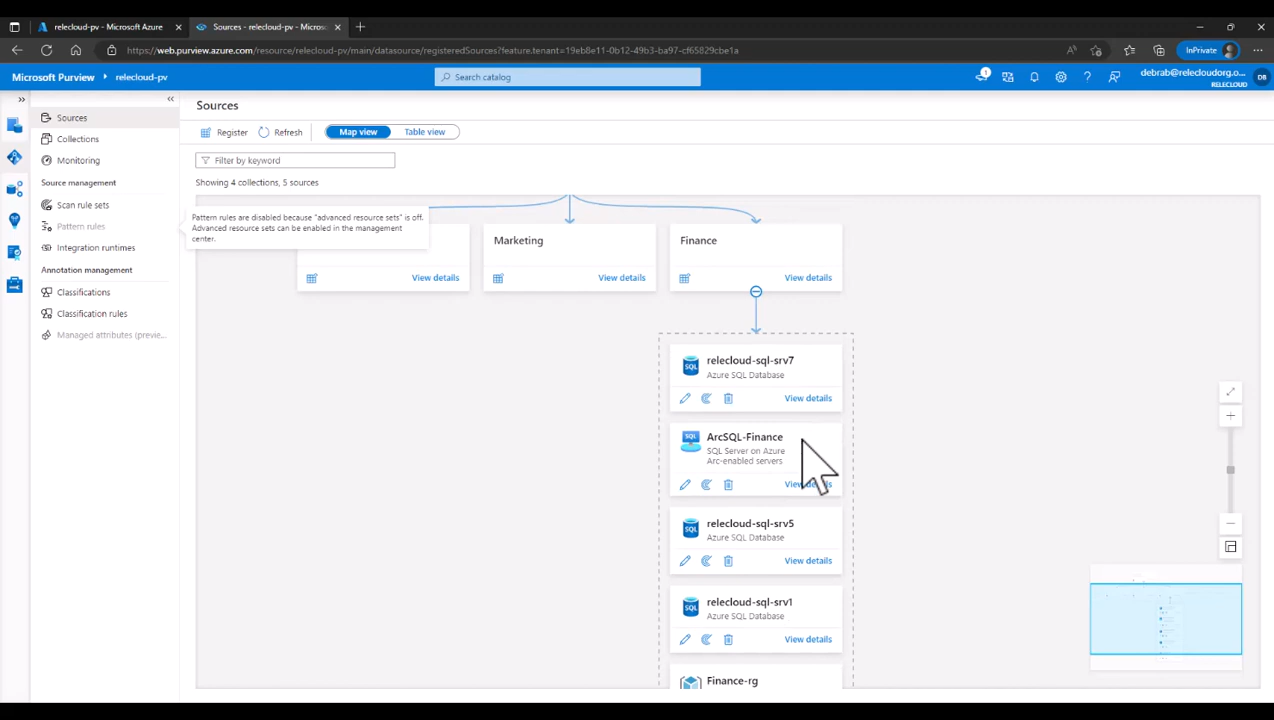 relecloud-pv - Microsoft Azure
Sources - relecloud-pv - Micros
https://web.purview.azure.com/resource/relecloud-pv/main/datasource/registeredSources?feature.tenant=19eb8e11-0b12-49b3-ba97-cf65829cbe1a
InPrivate
Microsoft Purview
relecloud-pv
Search catalog
1
debrab@relecloudorg.o...
RELECLOUD
DB
Sources
Collections
Monitoring
Source management
Scan rule sets
Pattern rules
Integration runtimes
Annotation management
Classifications
Classification rules
Managed attributes (previe...
Sources
Register
Refresh
Map view
Table view
Filter by keyword
Showing 4 collections, 5 sources
Pattern rules are disabled because "advanced resource sets" is off.
Advanced resource sets can be enabled in the management
center.
View details
Marketing
View details
Finance
View details
SQL
relecloud-sql-srv7
Azure SQL Database
View details
SQL
ArcSQL-Finance
SQL Server on Azure
Arc-enabled servers
SQL
relecloud-sql-srv5
Azure SQL Database
View details
SQL
relecloud-sql-srv1
Azure SQL Database
View details
Finance-rg